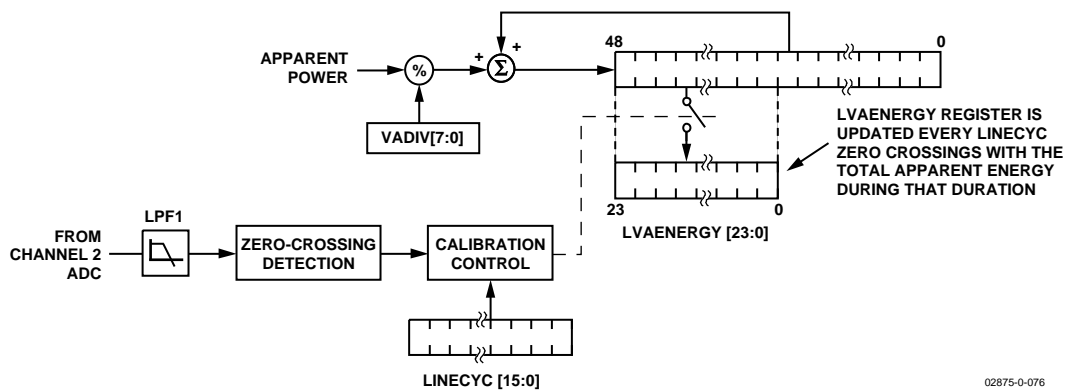 48
0
APPARENT
POWER
%
+
+
Σ
VADIV[7:0]
LVAENERGY REGISTER IS
UPDATED EVERY LINECYC
ZERO CROSSINGS WITH THE
TOTAL APPARENT ENERGY
DURING THAT DURATION
23
0
LVAENERGY [23:0]
LPF1
FROM
CHANNEL 2
ADC
ZERO-CROSSING
DETECTION
CALIBRATION
CONTROL
LINECYC [15:0]
02875-0-076